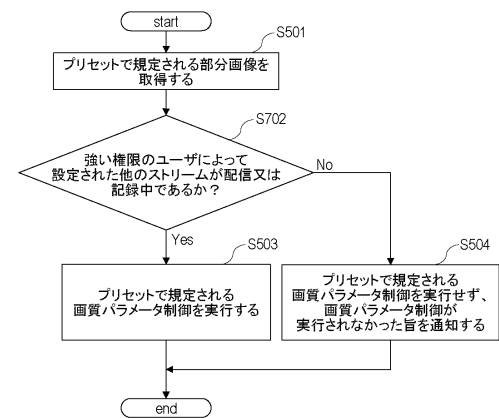 start
S501
プリセットで規定される部分画像を
取得する
S702
強い権限のユーザによって
設定された他のストリームが配信又は
記録中であるか？
No
Yes
S503
プリセットで規定される
画質パラメータ制御を実行する
S504
プリセットで規定される
画質パラメータ制御を実行せず、
画質パラメータ制御が
実行されなかった旨を通知する
end